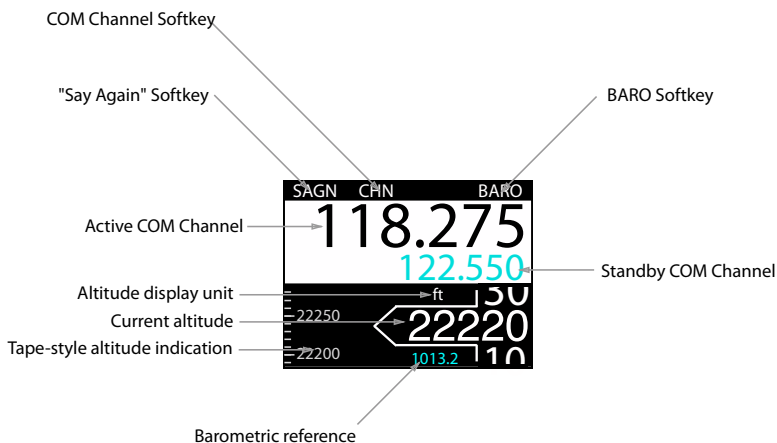 COM Channel Softkey
"Say Again" Softkey
BARO Softkey
SAGN CHN BARO
118.275
Active COM Channel
122.550
Standby COM Channel
Altitude display unit
ft
30
22250
Current altitude
22220
Tape-style altitude indication
22200
1013.2
10
Barometric reference